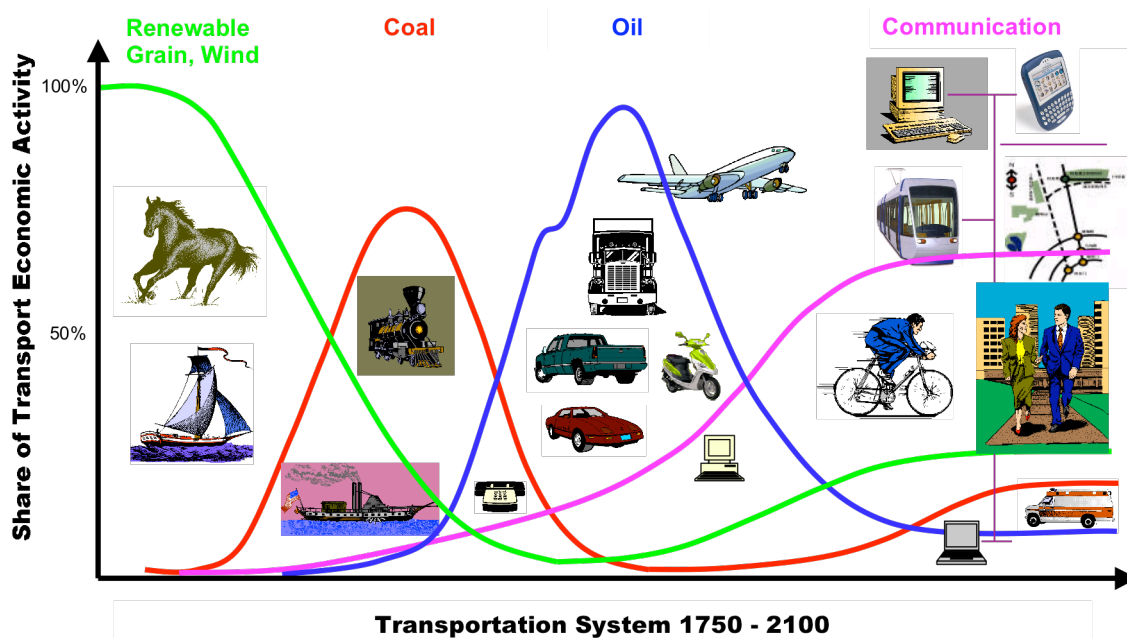 Renewable
Grain, Wind
Coal
Oil
Communication
Share of Transport Economic Activity
100%
50%
Transportation System 1750 - 2100